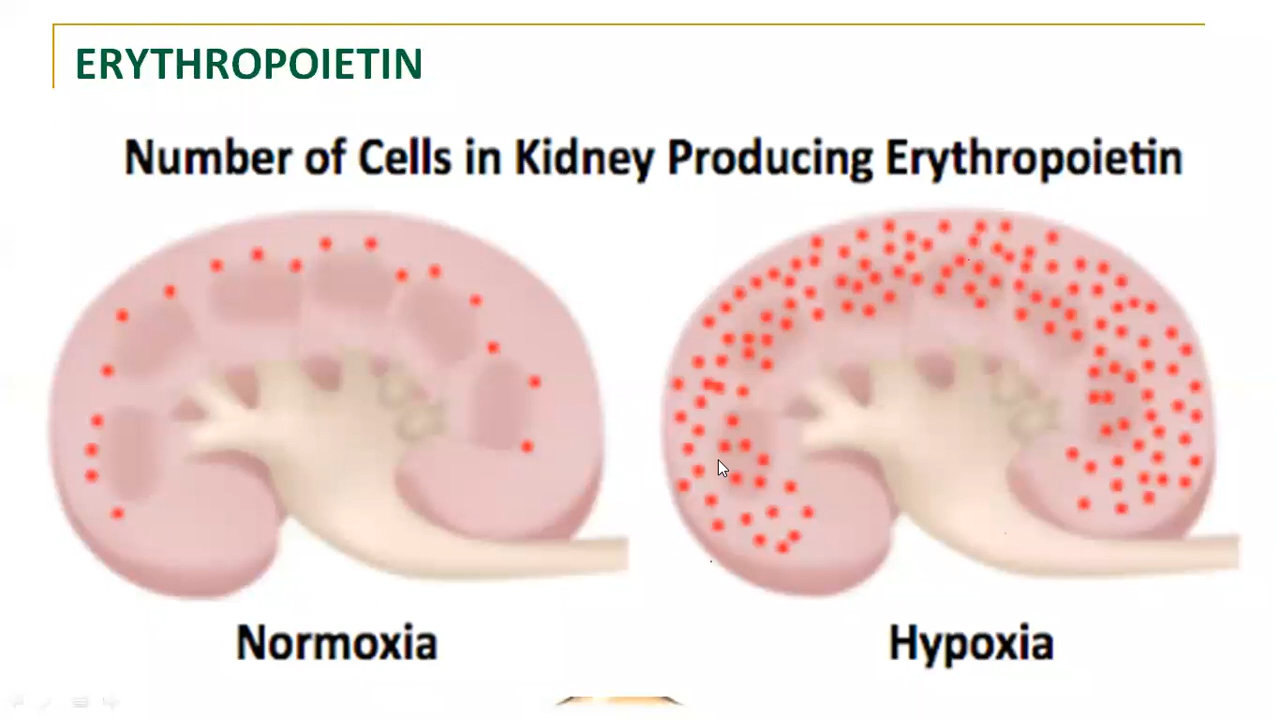 ERYTHROPOIETIN
Number of Cells in Kidney Producing Erythropoietin
Normoxia
Hypoxia